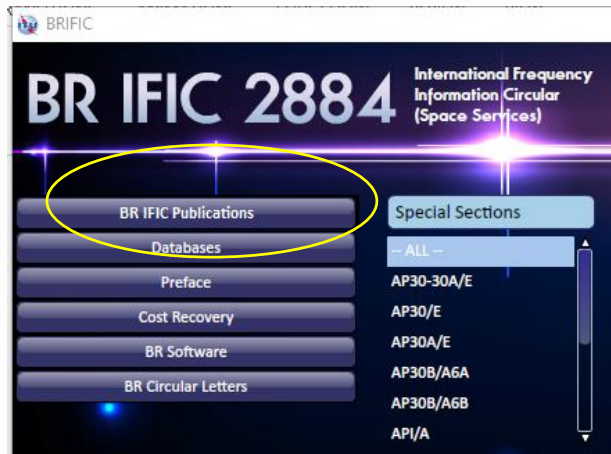 BRIFIC
BR IFIC 2884
International Frequency
Information Circular
(Space Services)
BR IFIC Publications
Databases
Preface
Cost Recovery
BR Software
BR Circular Letters
Special Sections
-- ALL --
AP30-30A/E
AP30/E
AP30A/E
AP30B/A6A
AP30B/A6B
API/A